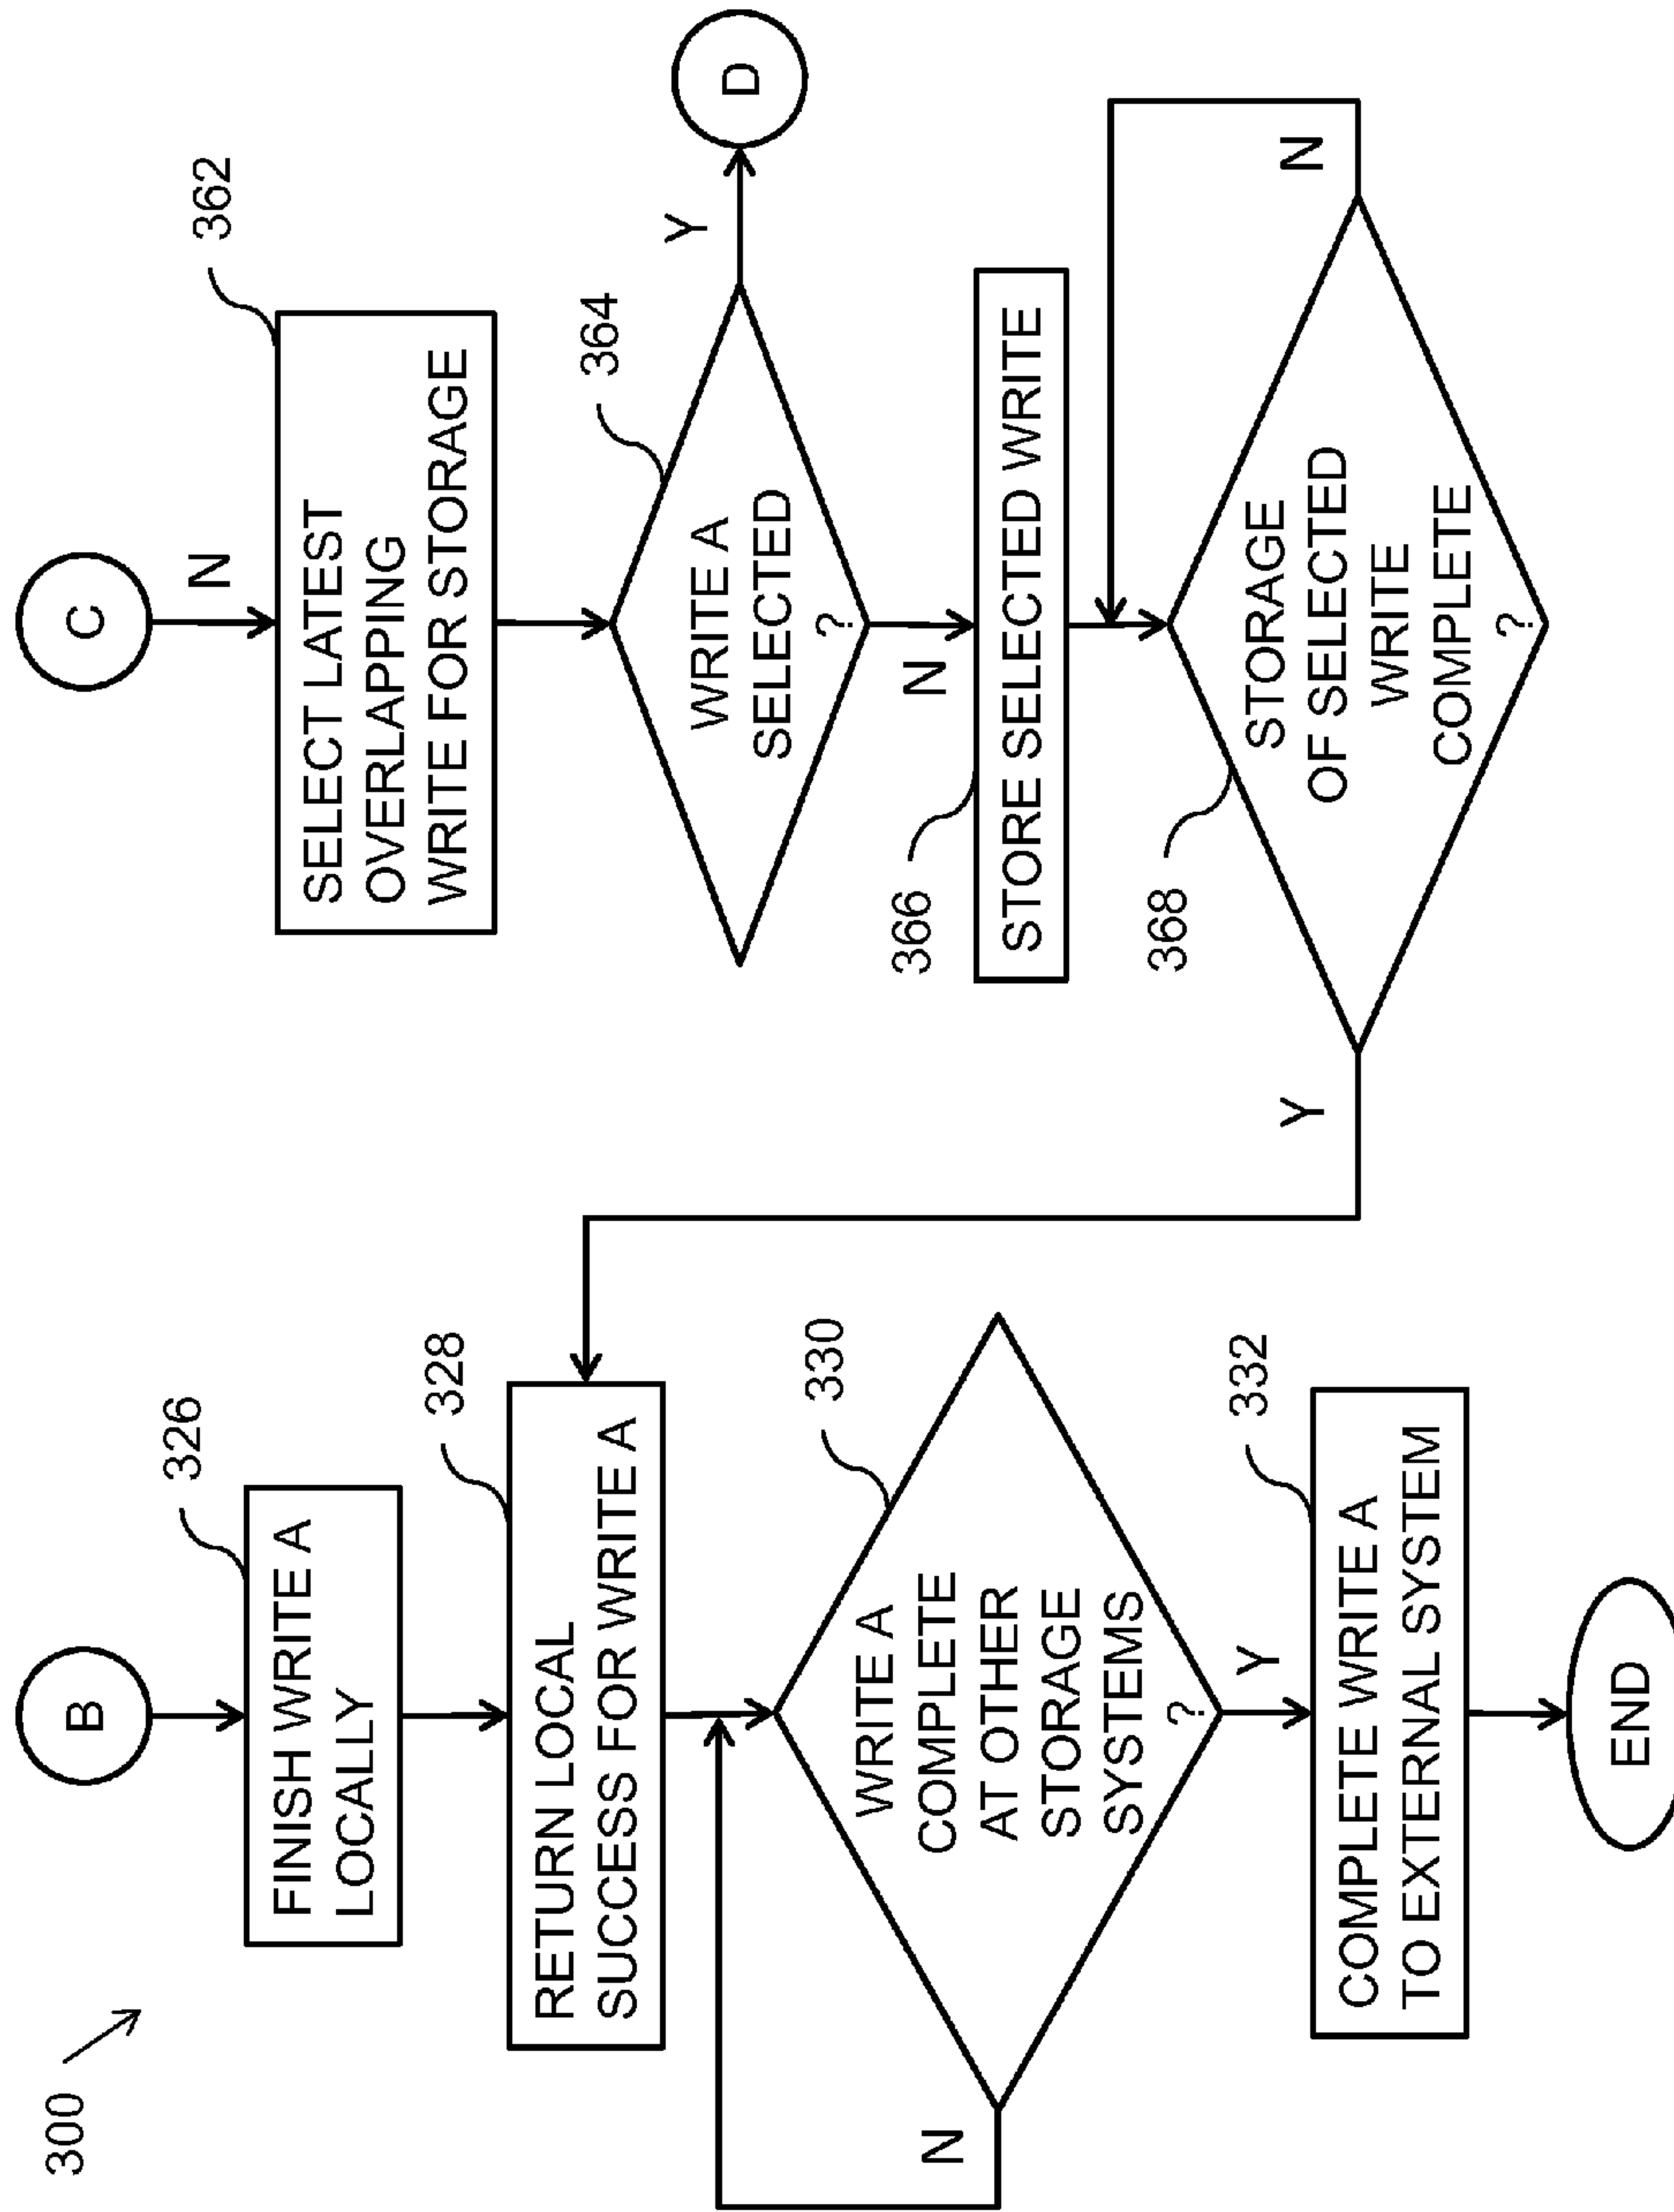 300
B
326
FINISH WRITE A
LOCALLY
328
RETURN LOCAL
SUCCESS FOR WRITE A
330
WRITE A
COMPLETE
AT OTHER
STORAGE
SYSTEMS
?
N
Y
332
COMPLETE WRITE A
TO EXTERNAL SYSTEM
END
C
N
362
SELECT LATEST
OVERLAPPING
WRITE FOR STORAGE
364
WRITE A
SELECTED
?
Y
D
N
366
STORE SELECTED WRITE
368
STORAGE
OF SELECTED
WRITE
COMPLETE
?
N
Y